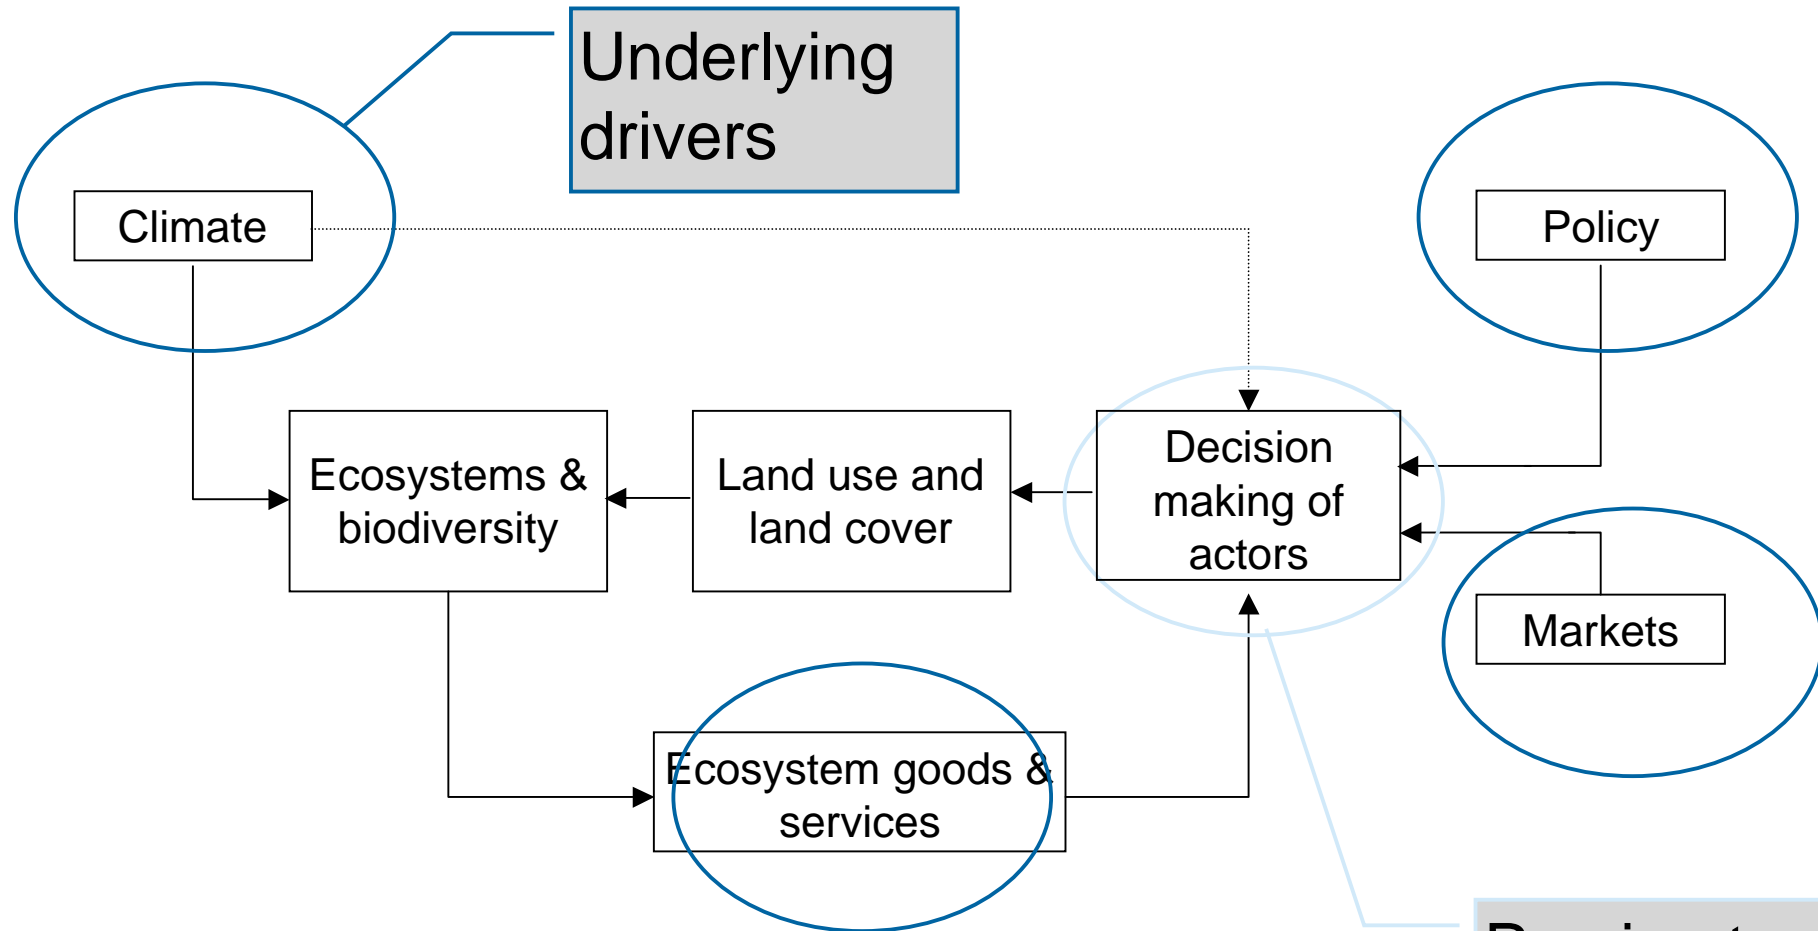 Underlying
drivers
Climate
Policy
Ecosystems &
biodiversity
Land use and
land cover
Decision
making of
actors
Markets
Ecosystem goods &
services